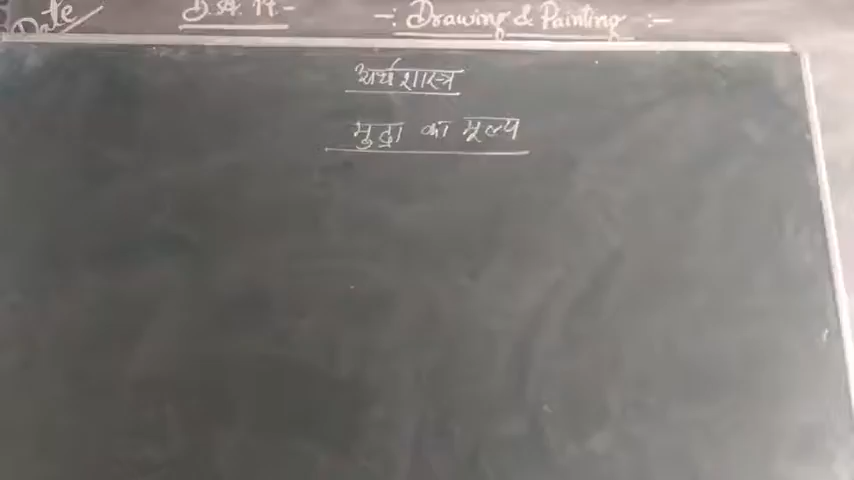 Date -: Drawing & Painting :-
अर्थशास्त्र
मुद्रा का मूल्य